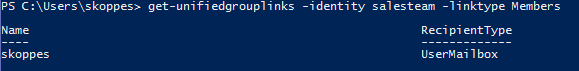 PS C:\Users\skoppes> get-unifiedgrouplinks -identity salesteam -linktype Members
Name RecipientType
---- -------------
skoppes UserMailbox